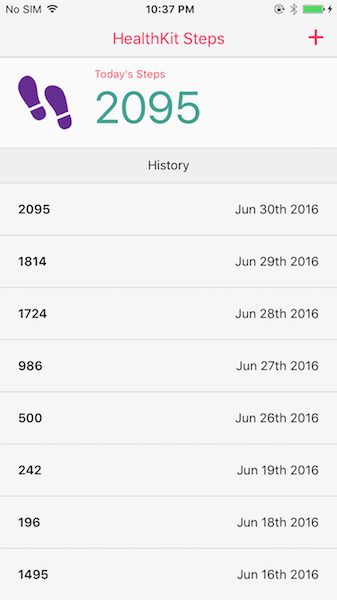 No SIM 10:37 PM
HealthKit Steps +
Today's Steps
2095
History
2095 Jun 30th 2016
1814 Jun 29th 2016
1724 Jun 28th 2016
986 Jun 27th 2016
500 Jun 26th 2016
242 Jun 19th 2016
196 Jun 18th 2016
1495 Jun 16th 2016